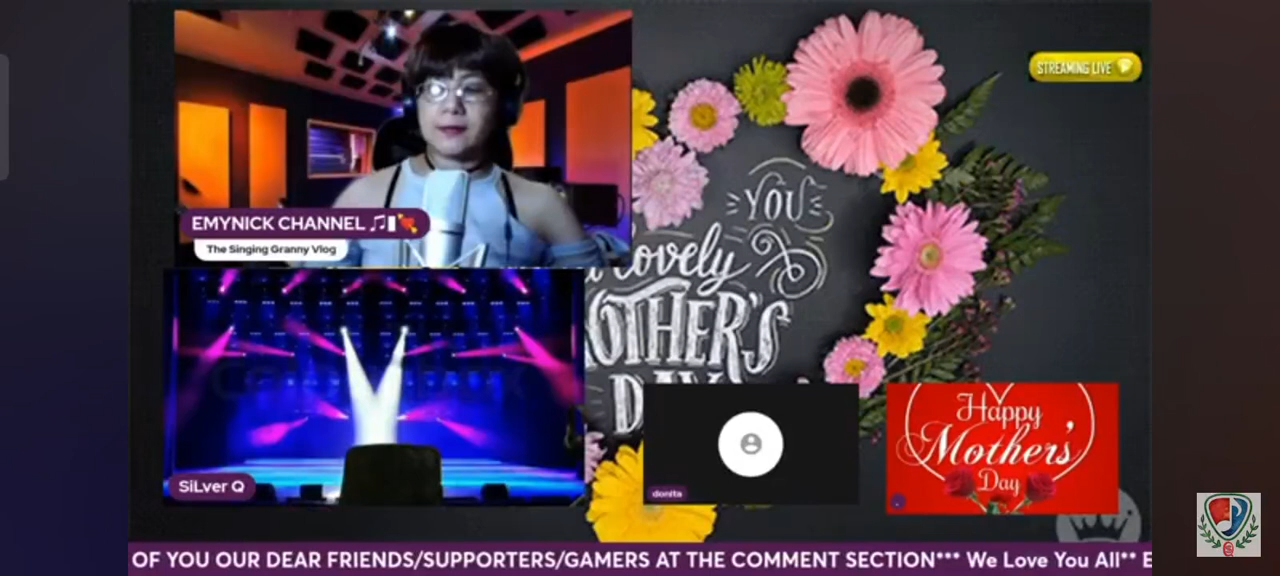 STREAMING LIVE
EMYNICK CHANNEL
The Singing Granny Vlog
YOU
Lovely
MOTHER'S
DAY
SiLver Q
donita
Happy
Mother's
Day
OF YOU OUR DEAR FRIENDS/SUPPORTERS/GAMERS AT THE COMMENT SECTION*** We Love You All** E